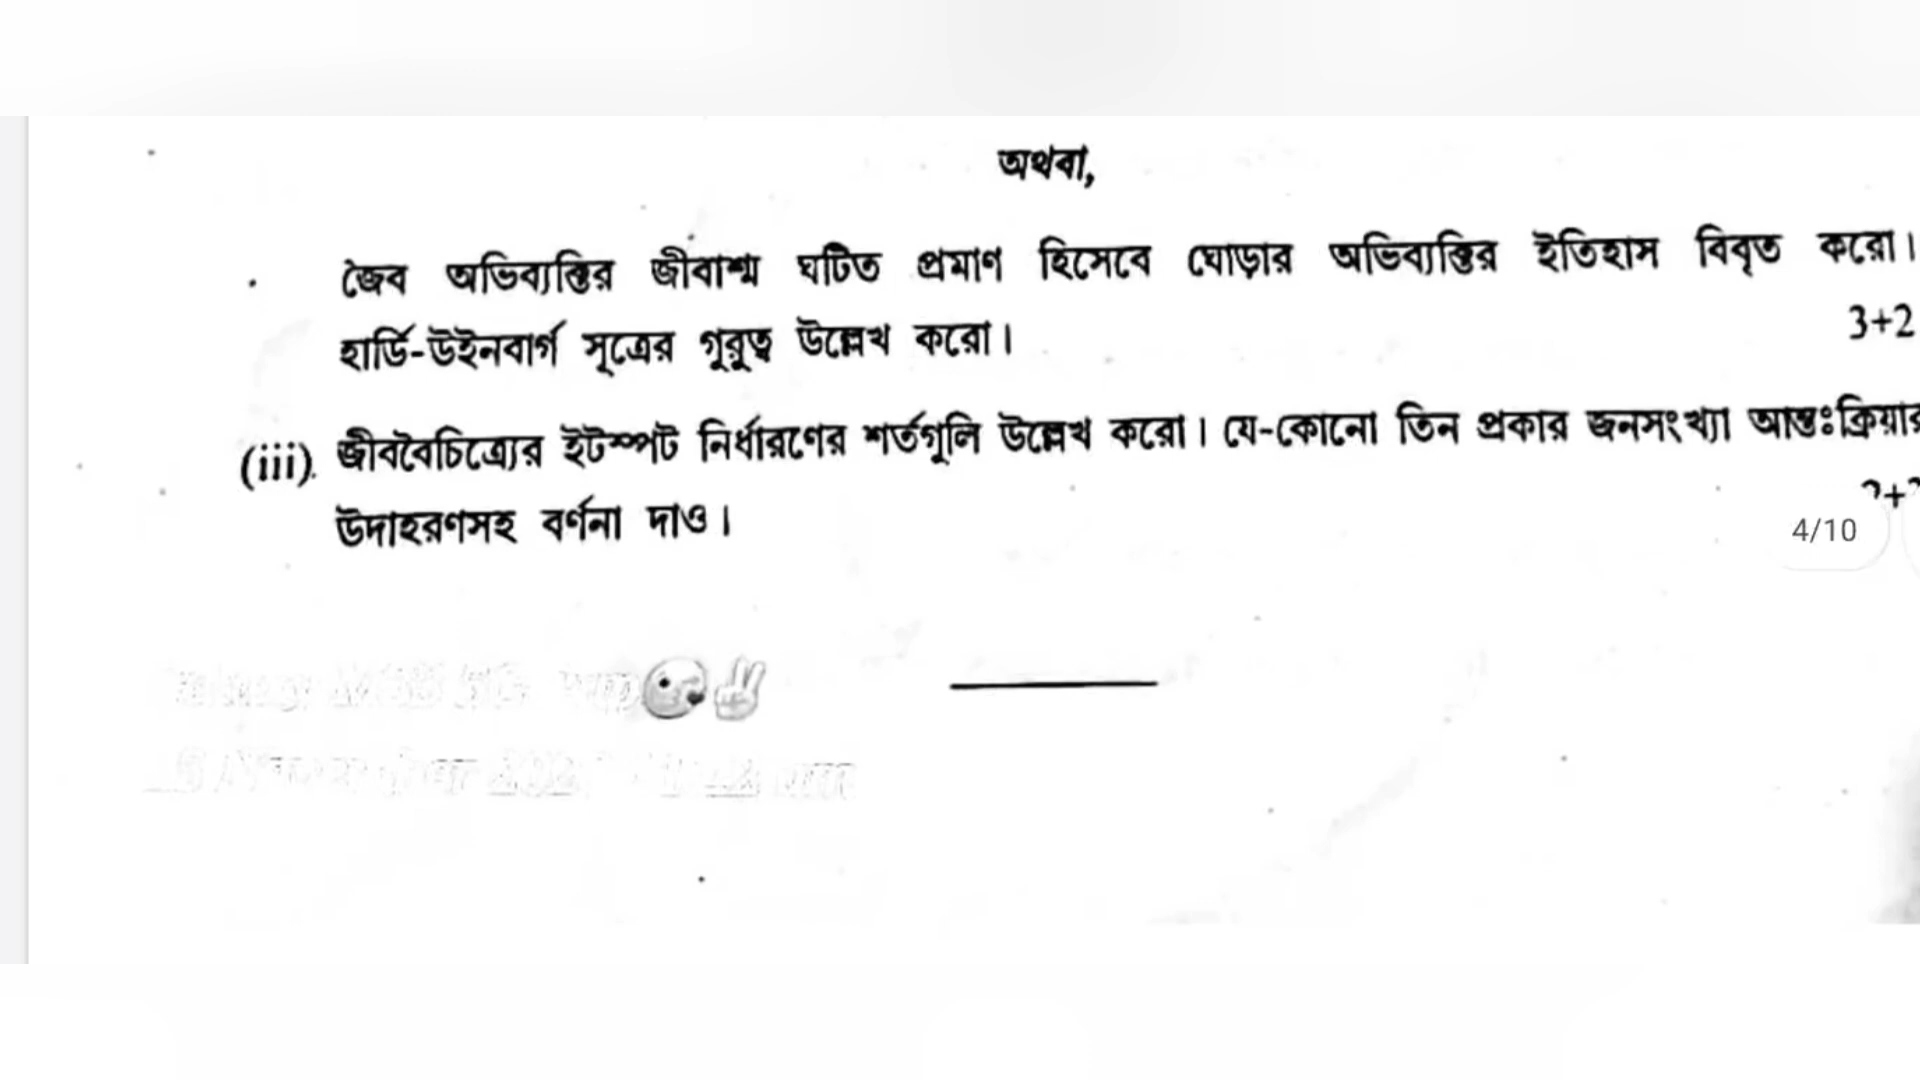 অথবা,
জৈব অভিব্যক্তির জীবাশ্ম ঘটিত প্রমাণ হিসেবে ঘোড়ার অভিব্যক্তির ইতিহাস বিবৃত করো।
হার্ডি-উইনবার্গ সূত্রের গুরুত্ব উল্লেখ করো।
3+2
(iii) জীববৈচিত্র্যের ইটস্পট নির্ধারণের শর্তগুলি উল্লেখ করো। যে-কোনো তিন প্রকার জনসংখ্যা আন্তঃক্রিয়ার
উদাহরণসহ বর্ণনা দাও।
4/10